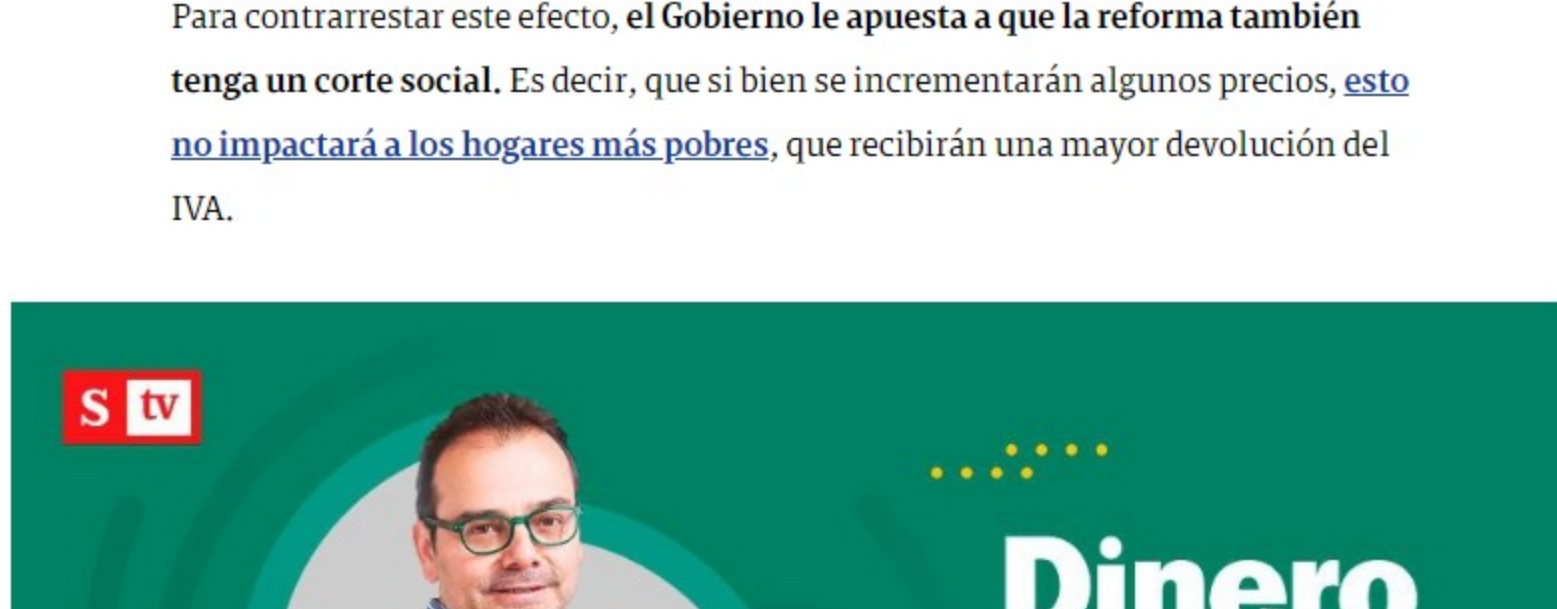 Para contrarrestar este efecto, el Gobierno le apuesta a que la reforma también
tenga un corte social. Es decir, que si bien se incrementarán algunos precios, esto
no impactará a los hogares más pobres, que recibirán una mayor devolución del
IVA.
S tv
Dinero